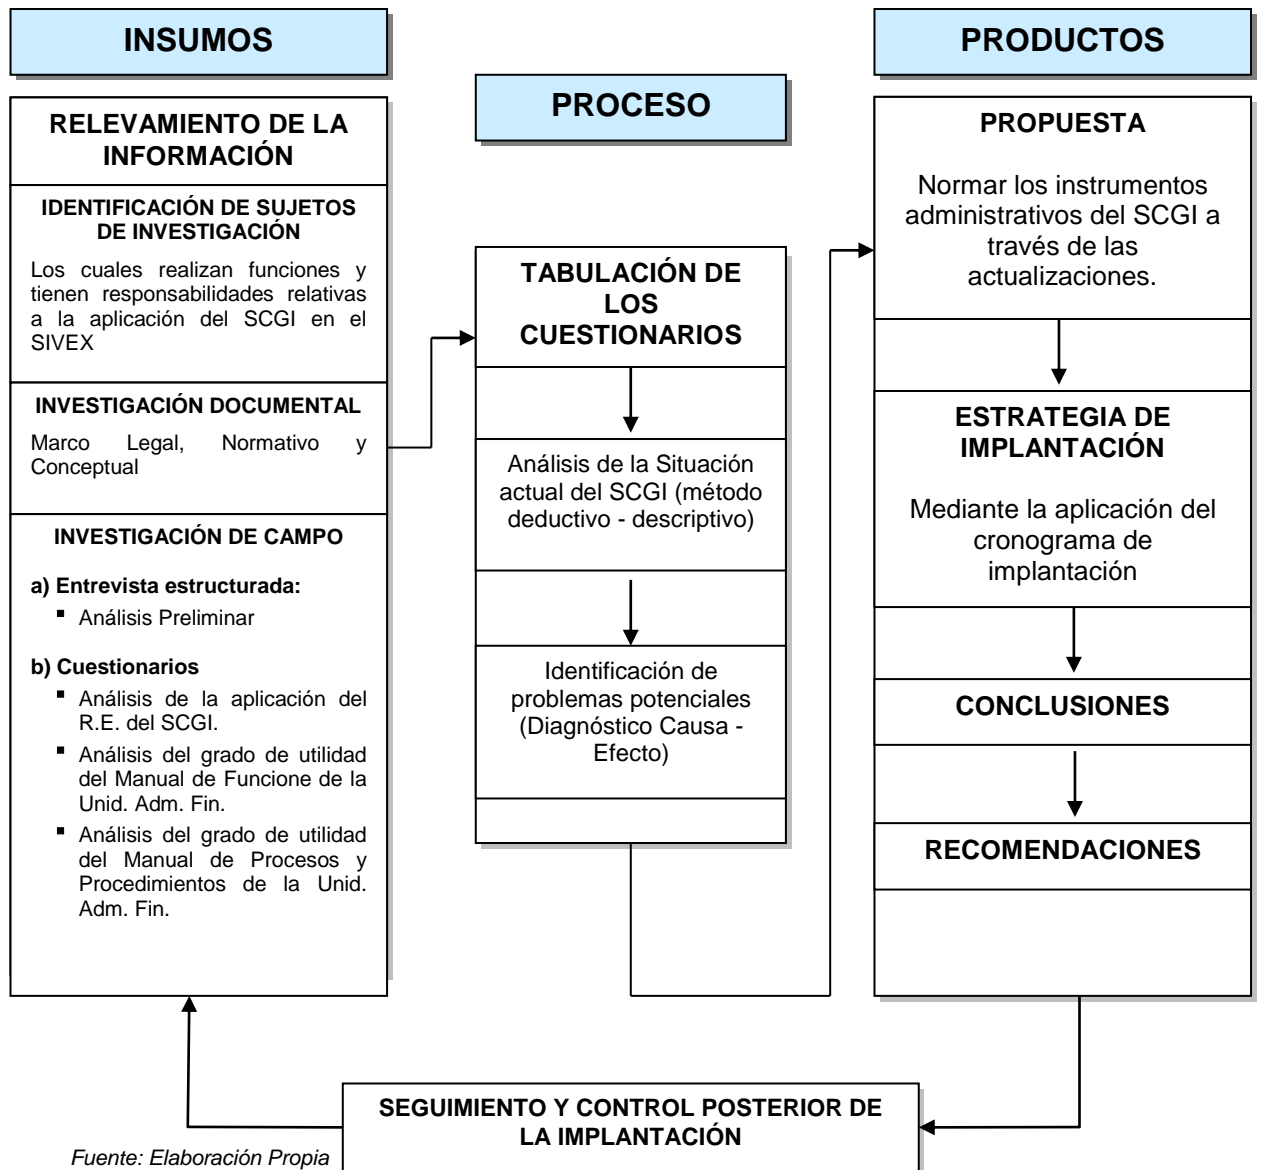 INSUMOS
RELEVAMIENTO DE LA
INFORMACIÓN
IDENTIFICACIÓN DE SUJETOS
DE INVESTIGACIÓN
Los cuales realizan funciones y
tienen responsabilidades relativas
a la aplicación del SCGI en el
SIVEX
INVESTIGACIÓN DOCUMENTAL
Marco Legal, Normativo y
Conceptual
INVESTIGACIÓN DE CAMPO
a) Entrevista estructurada:
▪ Análisis Preliminar
b) Cuestionarios
▪ Análisis de la aplicación del
R.E. del SCGI.
▪ Análisis del grado de utilidad
del Manual de Funcione de la
Unid. Adm. Fin.
▪ Análisis del grado de utilidad
del Manual de Procesos y
Procedimientos de la Unid.
Adm. Fin.
PROCESO
TABULACIÓN DE
LOS
CUESTIONARIOS
Análisis de la Situación
actual del SCGI (método
deductivo - descriptivo)
Identificación de
problemas potenciales
(Diagnóstico Causa -
Efecto)
PRODUCTOS
PROPUESTA
Normar los instrumentos
administrativos del SCGI a
través de las
actualizaciones.
ESTRATEGIA DE
IMPLANTACIÓN
Mediante la aplicación del
cronograma de
implantación
CONCLUSIONES
RECOMENDACIONES
SEGUIMIENTO Y CONTROL POSTERIOR DE
LA IMPLANTACIÓN
Fuente: Elaboración Propia